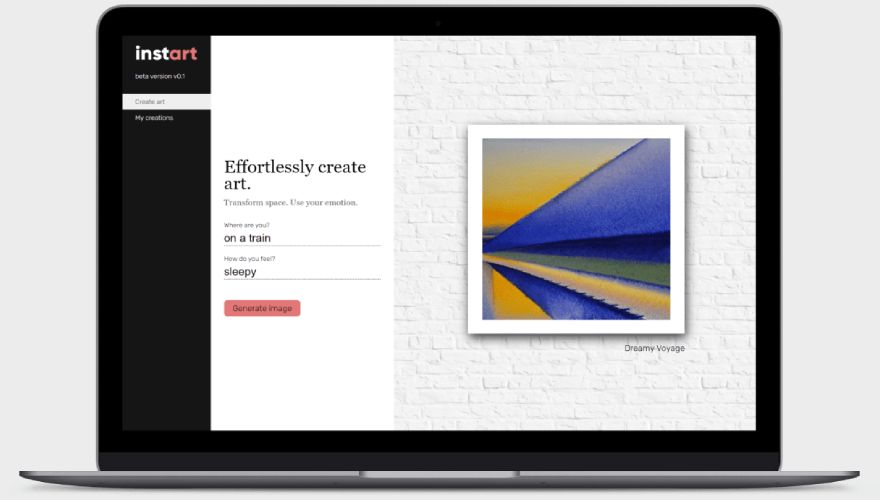 instart
beta version v0.1
Create art
My creations
Effortlessly create
art.
Transform space. Use your emotion.
Where are you?
on a train
How do you feel?
sleepy
Generate image
Dreamy Voyage